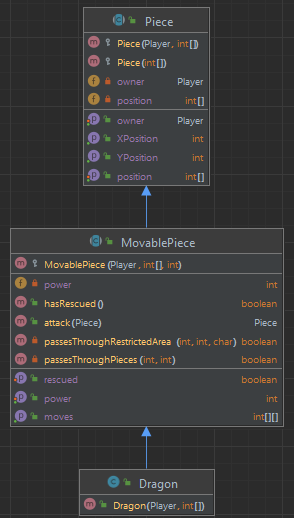 Piece
Piece(Player, int[])
Piece(int[])
owner Player
position int[]
owner Player
XPosition int
YPosition int
position int[]
MovablePiece
MovablePiece(Player, int[], int)
power int
hasRescued() boolean
attack(Piece) Piece
passesThroughRestrictedArea (int, int, char) boolean
passesThroughPieces(int, int) boolean
rescued boolean
power int
moves int[][]
Dragon
Dragon(Player, int[])